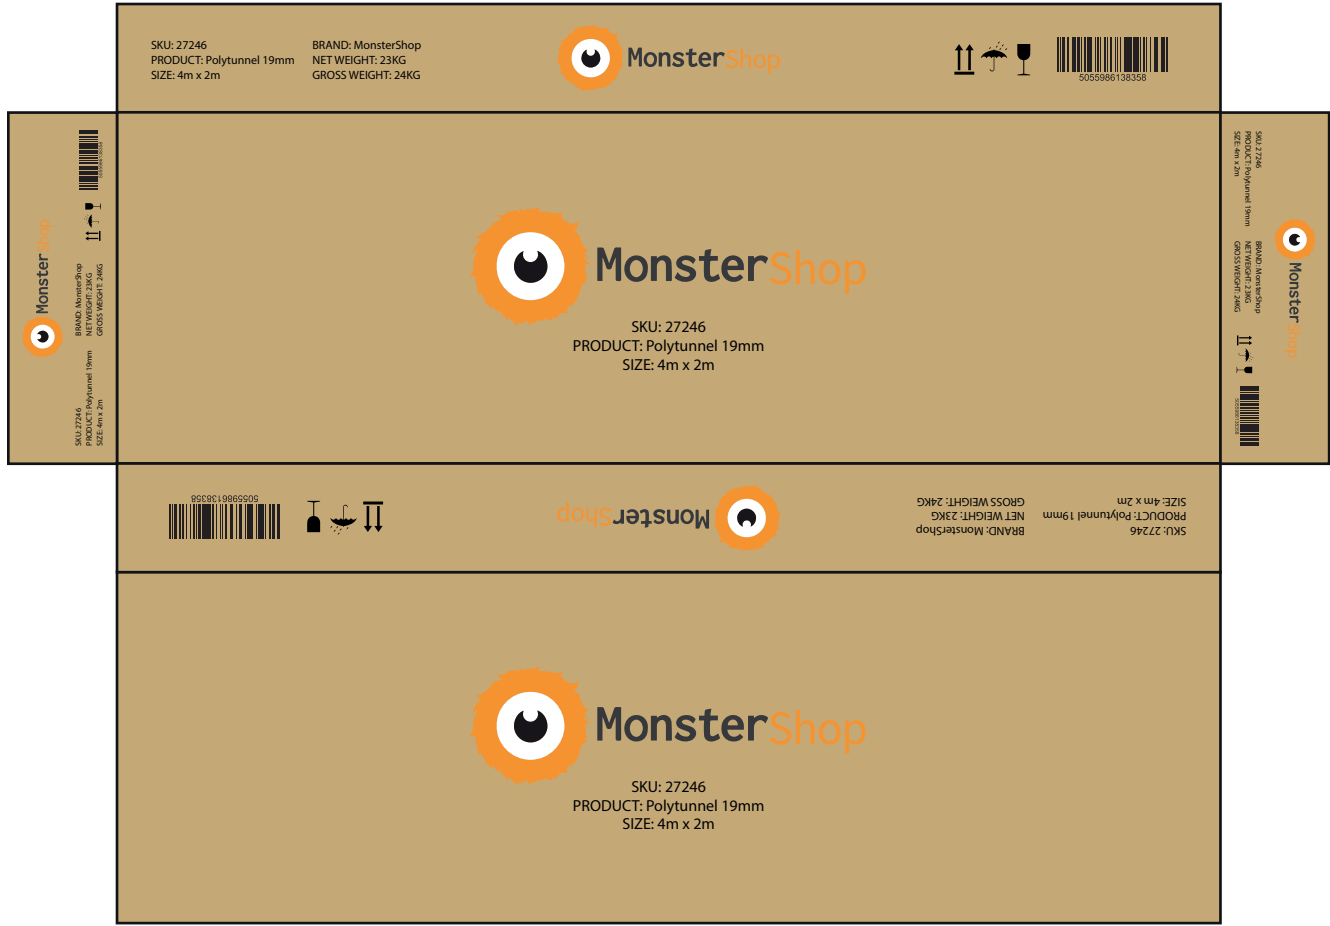 SKU: 27246
PRODUCT: Polytunnel 19mm
SIZE: 4m x 2m
BRAND: MonsterShop
NET WEIGHT: 23KG
GROSS WEIGHT: 24KG
MonsterShop
5055986138358
5055986138358
MonsterShop
BRAND: MonsterShop
NET WEIGHT: 23KG
GROSS WEIGHT: 24KG
SKU: 27246
PRODUCT: Polytunnel 19mm
SIZE: 4m x 2m
MonsterShop
SKU: 27246
PRODUCT: Polytunnel 19mm
SIZE: 4m x 2m
SKU: 27246
PRODUCT: Polytunnel 19mm
SIZE: 4m x 2m
BRAND: MonsterShop
NET WEIGHT: 23KG
GROSS WEIGHT: 24KG
MonsterShop
5055986138358
SKU: 27246
PRODUCT: Polytunnel 19mm
SIZE: 4m x 2m
BRAND: MonsterShop
NET WEIGHT: 23KG
GROSS WEIGHT: 24KG
MonsterShop
5055986138358
MonsterShop
SKU: 27246
PRODUCT: Polytunnel 19mm
SIZE: 4m x 2m